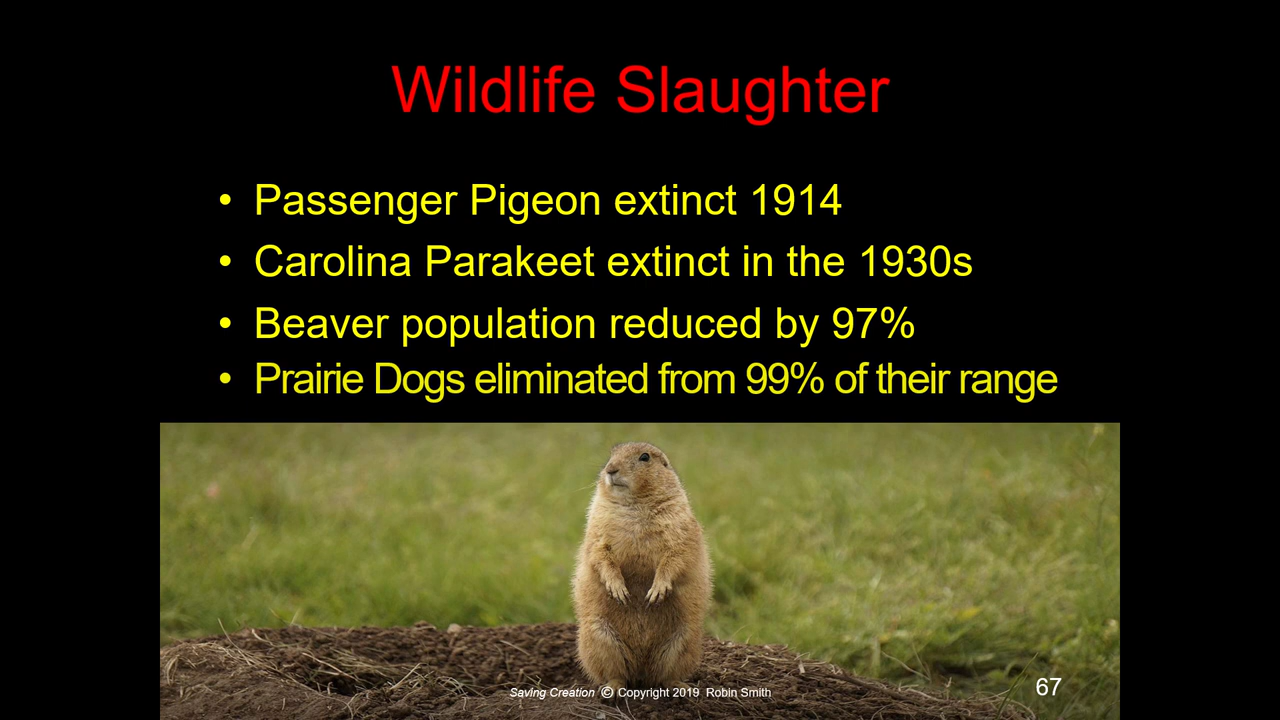 Wildlife Slaughter
• Passenger Pigeon extinct 1914
• Carolina Parakeet extinct in the 1930s
• Beaver population reduced by 97%
• Prairie Dogs eliminated from 99% of their range
Saving Creation © Copyright 2019 Robin Smith
67